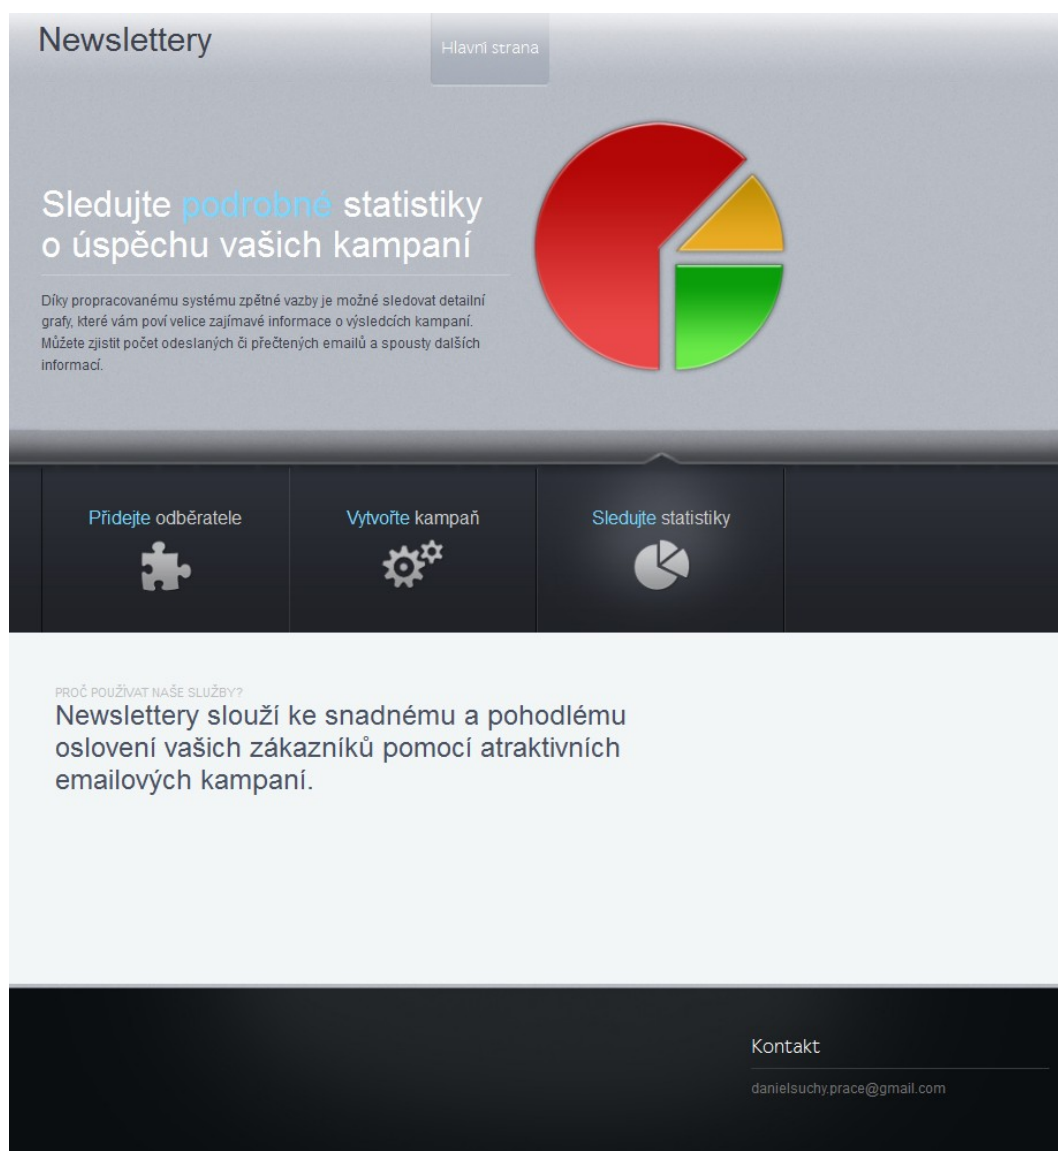 Newslettery
Hlavní strana
Sledujte podrobné statistiky
o úspěchu vašich kampaní
Díky propracovanému systému zpětné vazby je možné sledovat detailní
grafy, které vám poví velice zajímavé informace o výsledcích kampaní.
Můžete zjistit počet odeslaných či přečtených emailů a spousty dalších
informací.
Přidejte odběratele
Vytvořte kampaň
Sledujte statistiky
PROČ POUŽÍVAT NAŠE SLUŽBY?
Newslettery slouží ke snadnému a pohodlému
oslovení vašich zákazníků pomocí atraktivních
emailových kampaní.
Kontakt
danielsuchy.prace@gmail.com